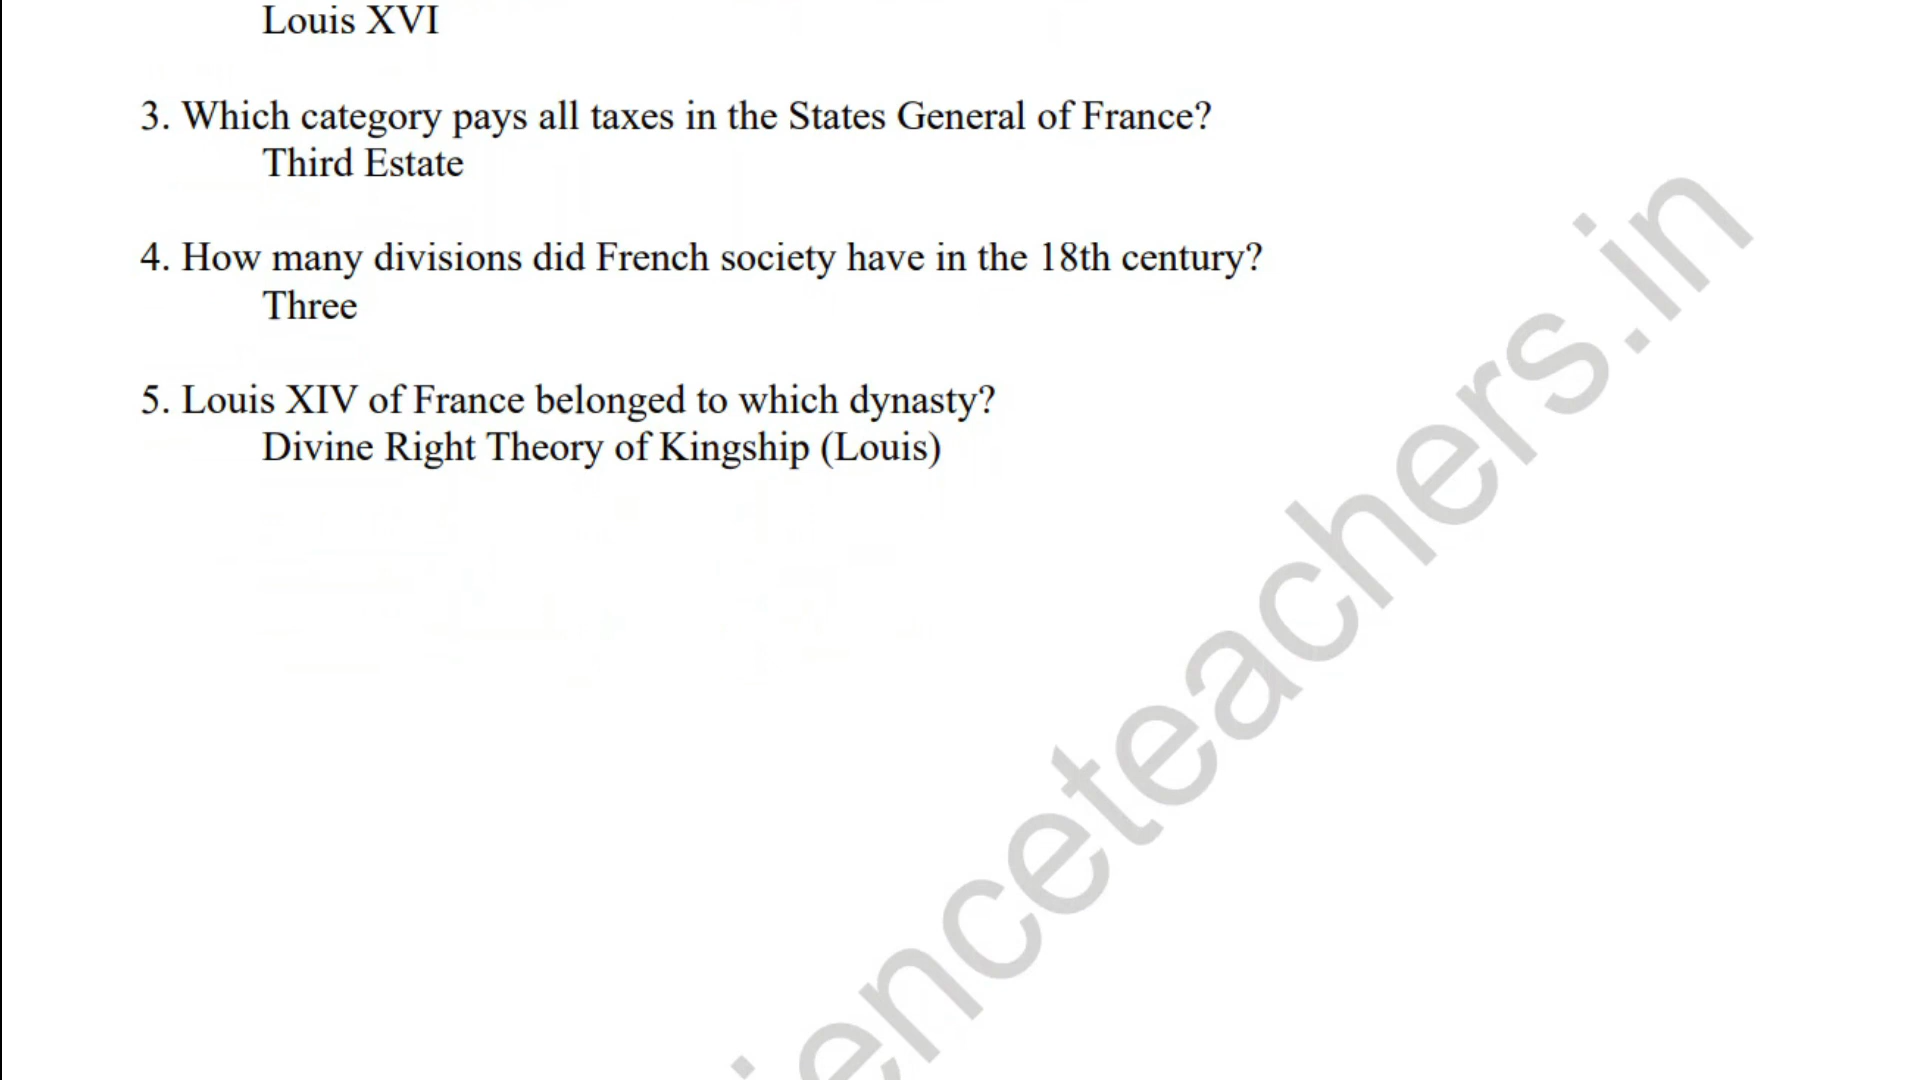 Louis XVI
3. Which category pays all taxes in the States General of France?
Third Estate
4. How many divisions did French society have in the 18th century?
Three
5. Louis XIV of France belonged to which dynasty?
Divine Right Theory of Kingship (Louis)
ienceteachers.in